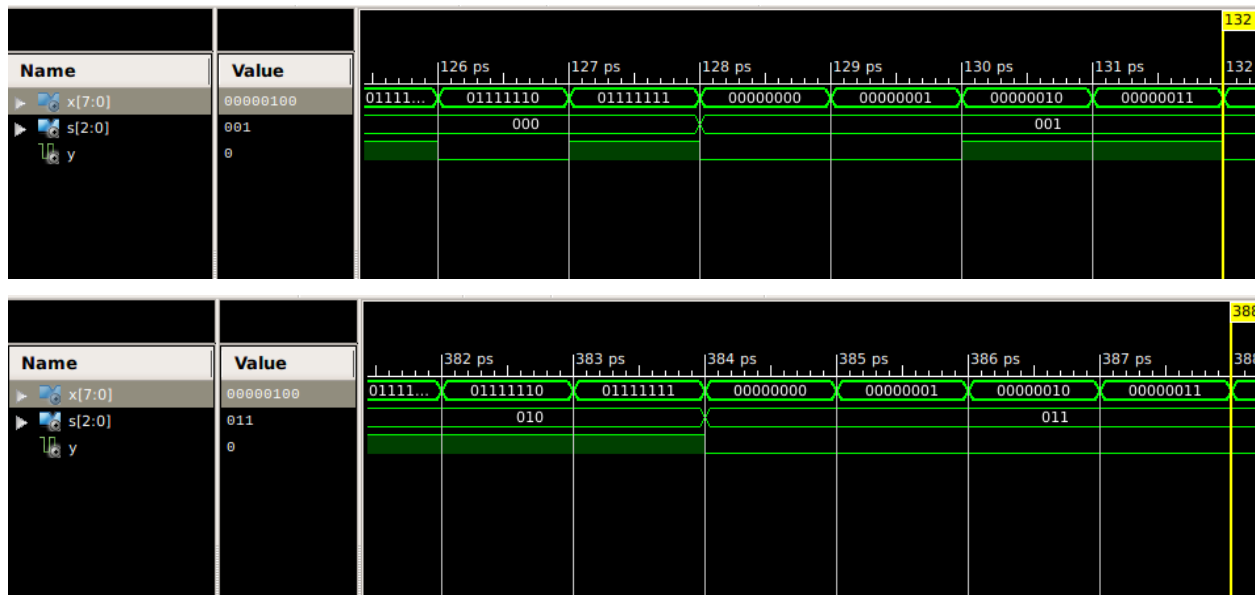 132
126 ps 127 ps 128 ps 129 ps 130 ps 131 ps 132
Name Value
x[7:0] 00000100 01111... 01111110 01111111 00000000 00000001 00000010 00000011
s[2:0] 001 000 001
y 0
388
382 ps 383 ps 384 ps 385 ps 386 ps 387 ps 388
Name Value
x[7:0] 00000100 01111... 01111110 01111111 00000000 00000001 00000010 00000011
s[2:0] 011 010 011
y 0